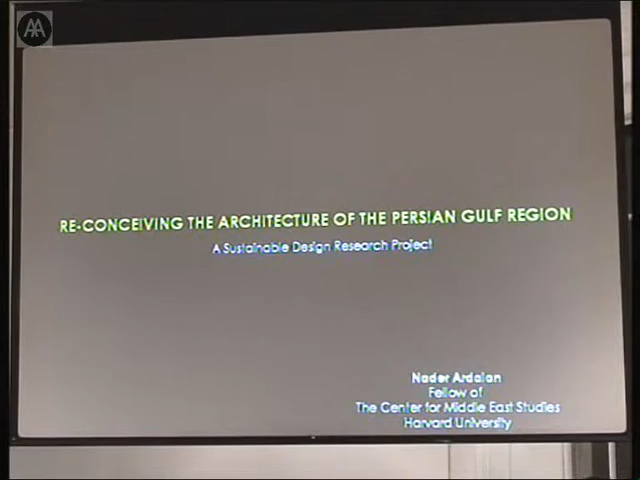 AA
RE-CONCEIVING THE ARCHITECTURE OF THE PERSIAN GULF REGION
A Sustainable Design Research Project
Nader Ardalan
Fellow of
The Center for Middle East Studies
Harvard University